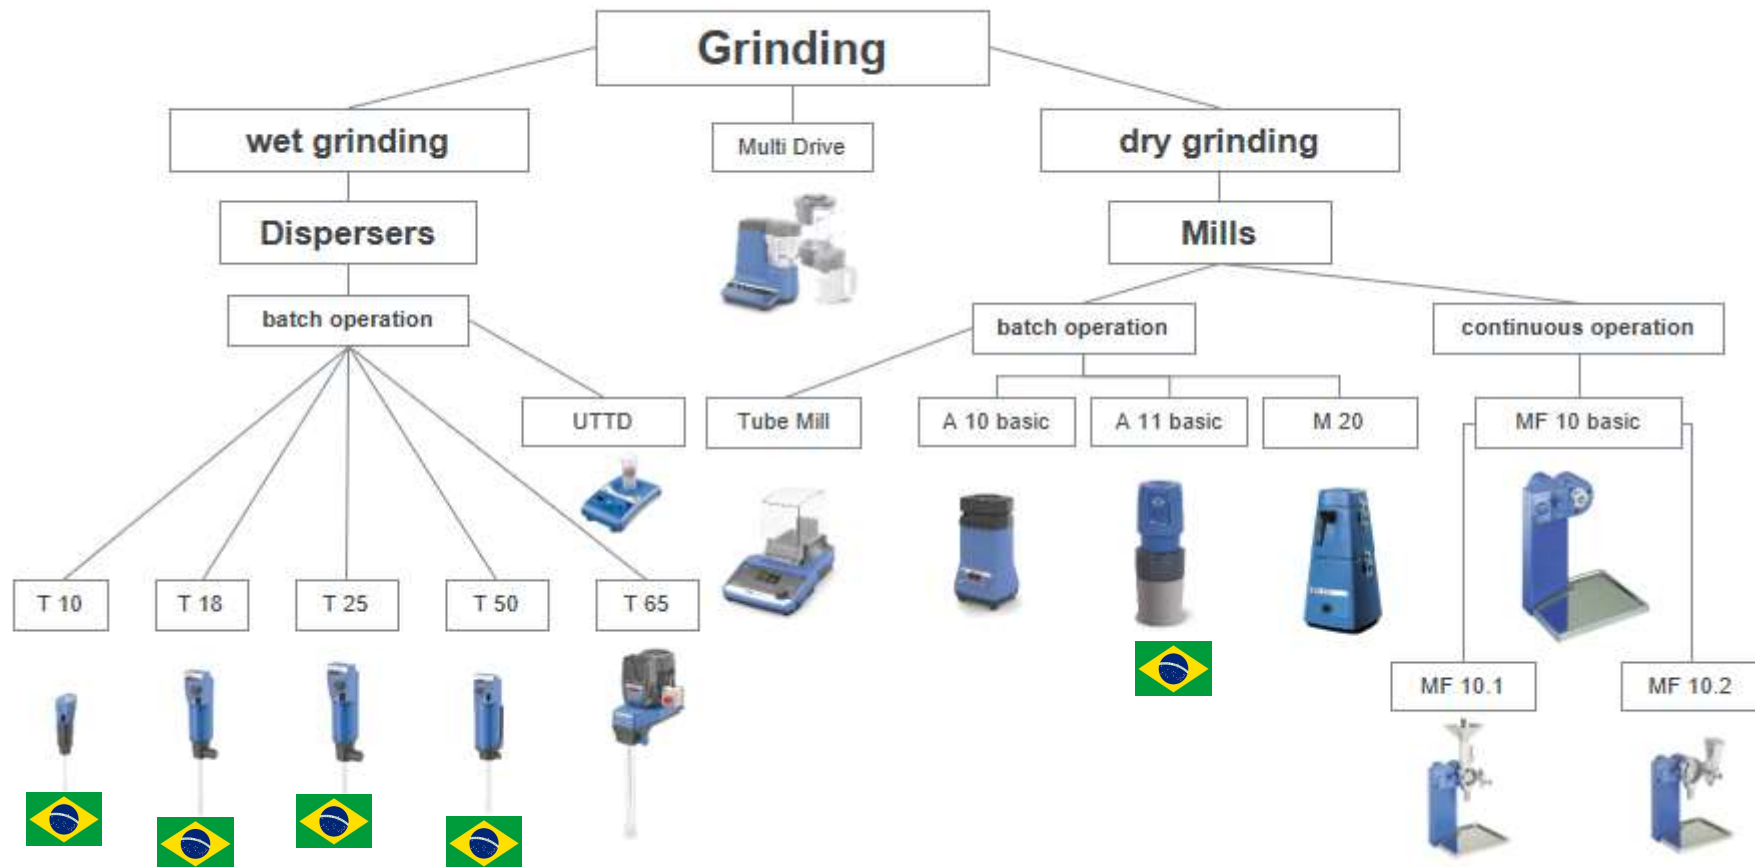 Grinding
wet grinding
Multi Drive
dry grinding
Dispersers
Mills
batch operation
batch operation
continuous operation
UTTD
Tube Mill
A 10 basic
A 11 basic
M 20
MF 10 basic
T 10
T 18
T 25
T 50
T 65
MF 10.1
MF 10.2